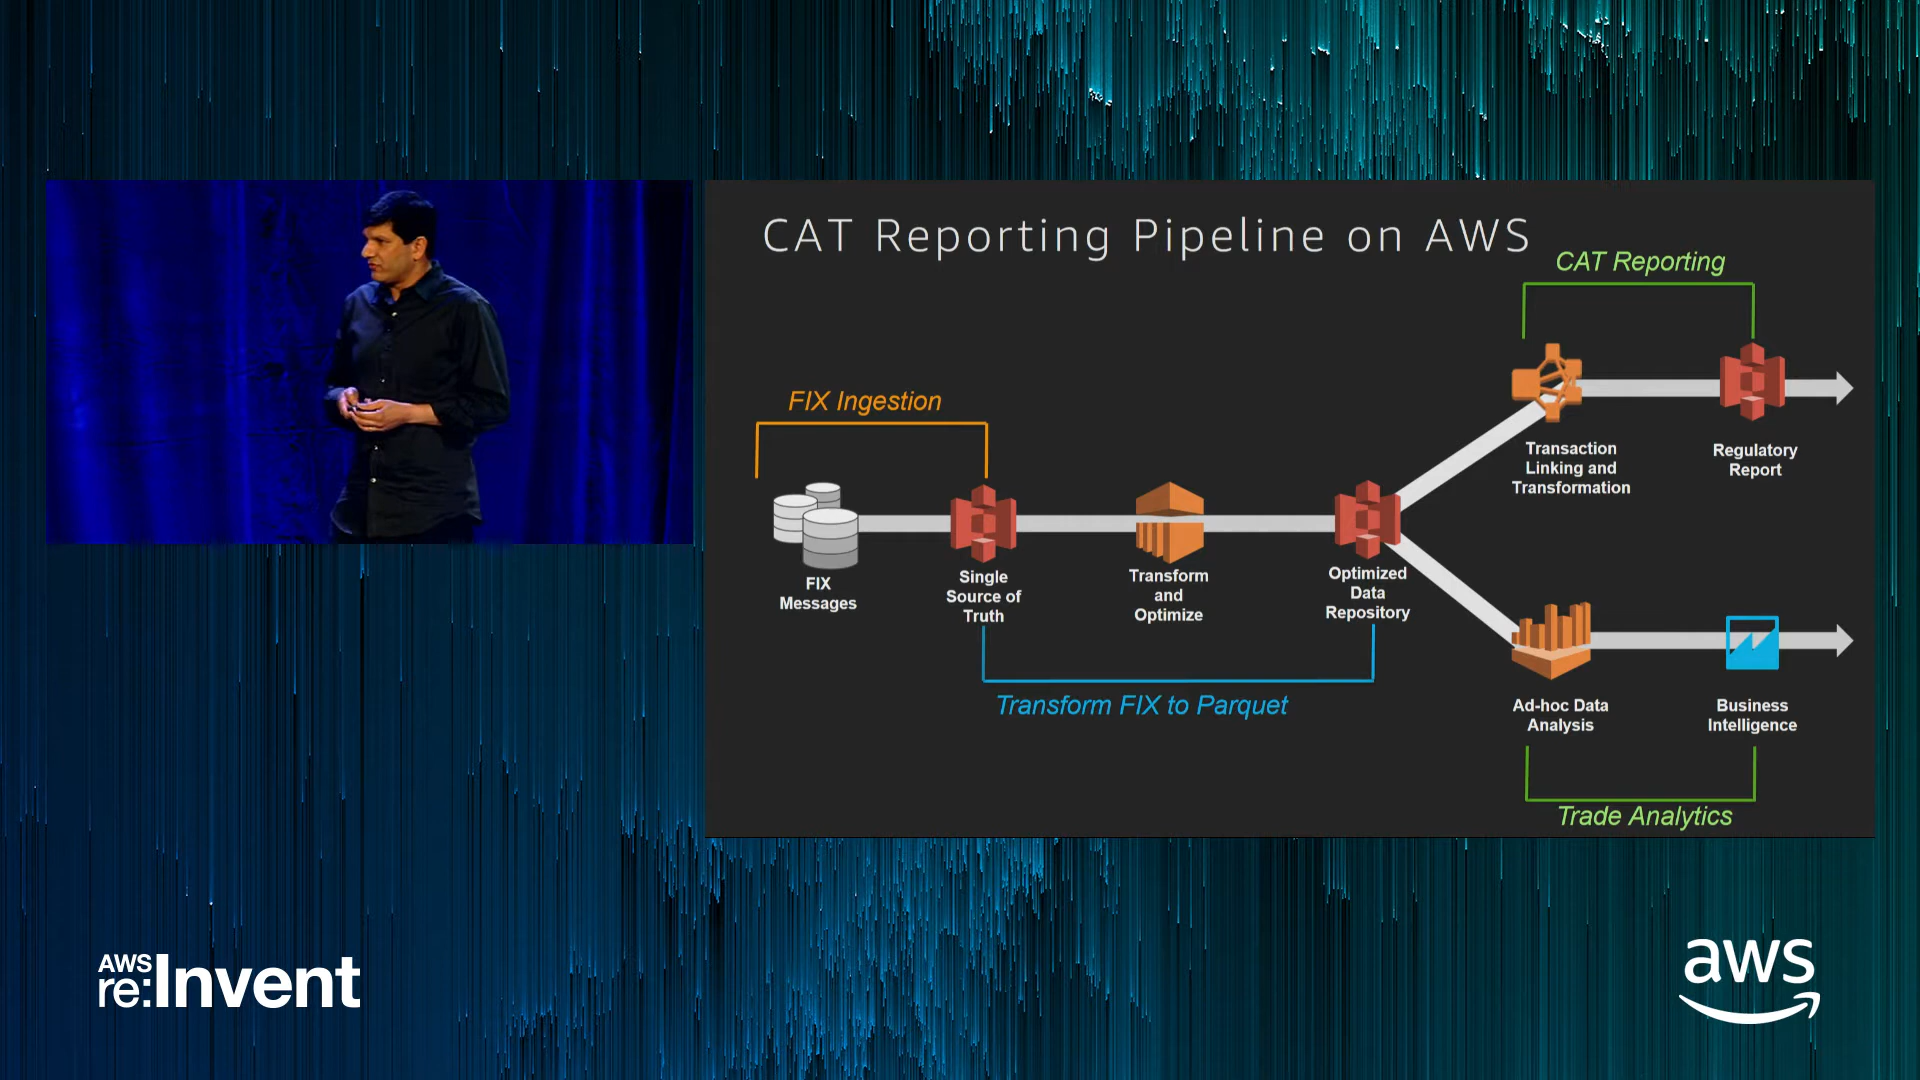 CAT Reporting Pipeline on AWS
CAT Reporting
FIX Ingestion
Transaction
Linking and
Transformation
Regulatory
Report
FIX
Messages
Single
Source of
Truth
Transform
and
Optimize
Optimized
Data
Repository
Transform FIX to Parquet
Ad-hoc Data
Analysis
Business
Intelligence
Trade Analytics
AWS
re:Invent
aws